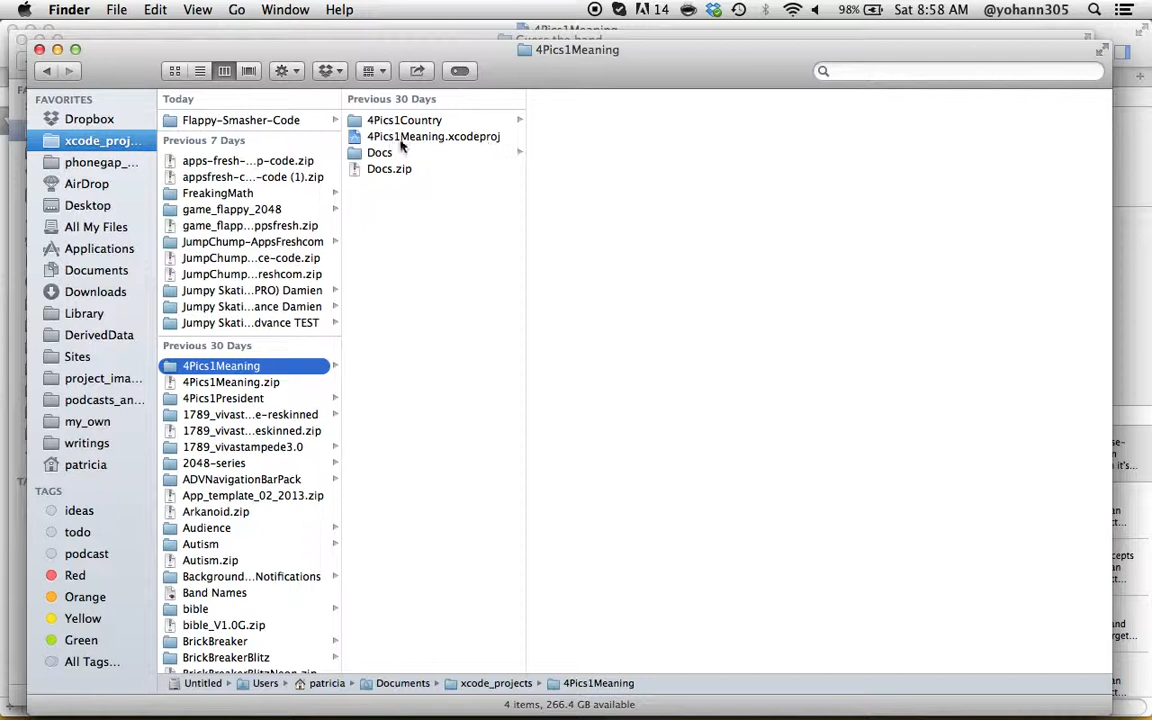 Finder File Edit View Go Window Help 14 98% Sat 8:58 AM @yohann305
4Pics1Meaning
4Pics1Meaning
FAVORITES
Dropbox
xcode_proj...
phonegap_...
AirDrop
Desktop
All My Files
Applications
Documents
Downloads
Library
DerivedData
Sites
project_ima...
podcasts_an...
my_own
writings
patricia
TAGS
ideas
todo
podcast
Red
Orange
Yellow
Green
All Tags...
Today
Flappy-Smasher-Code
Previous 7 Days
apps-fresh-...p-code.zip
appsfresh-c...-code (1).zip
FreakingMath
game_flappy_2048
game_flapp...ppsfresh.zip
JumpChump-AppsFreshcom
JumpChump...ce-code.zip
JumpChump...reshcom.zip
Jumpy Skati...PRO) Damien
Jumpy Skati...ance Damien
Jumpy Skati...dvance TEST
Previous 30 Days
4Pics1Meaning
4Pics1Meaning.zip
4Pics1President
1789_vivast...e-reskinned
1789_vivast...eskinned.zip
1789_vivastampede3.0
2048-series
ADVNavigationBarPack
App_template_02_2013.zip
Arkanoid.zip
Audience
Autism
Autism.zip
Background...Notifications
Band Names
bible
bible_V1.0G.zip
BrickBreaker
BrickBreakerBlitz
BrickBreakerBlitzNeon.zip
Previous 30 Days
4Pics1Country
4Pics1Meaning.xcodeproj
Docs
Docs.zip
Untitled Users patricia Documents xcode_projects 4Pics1Meaning
4 items, 266.4 GB available